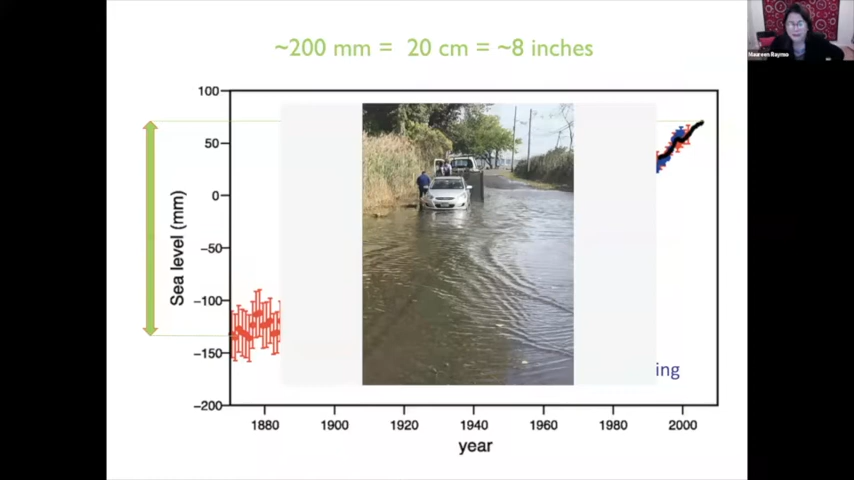 ~200 mm = 20 cm = ~8 inches
Maureen Raymo
100
50
0
−50
−100
−150
−200
Sea level (mm)
ing
1880
1900
1920
1940
1960
1980
2000
year